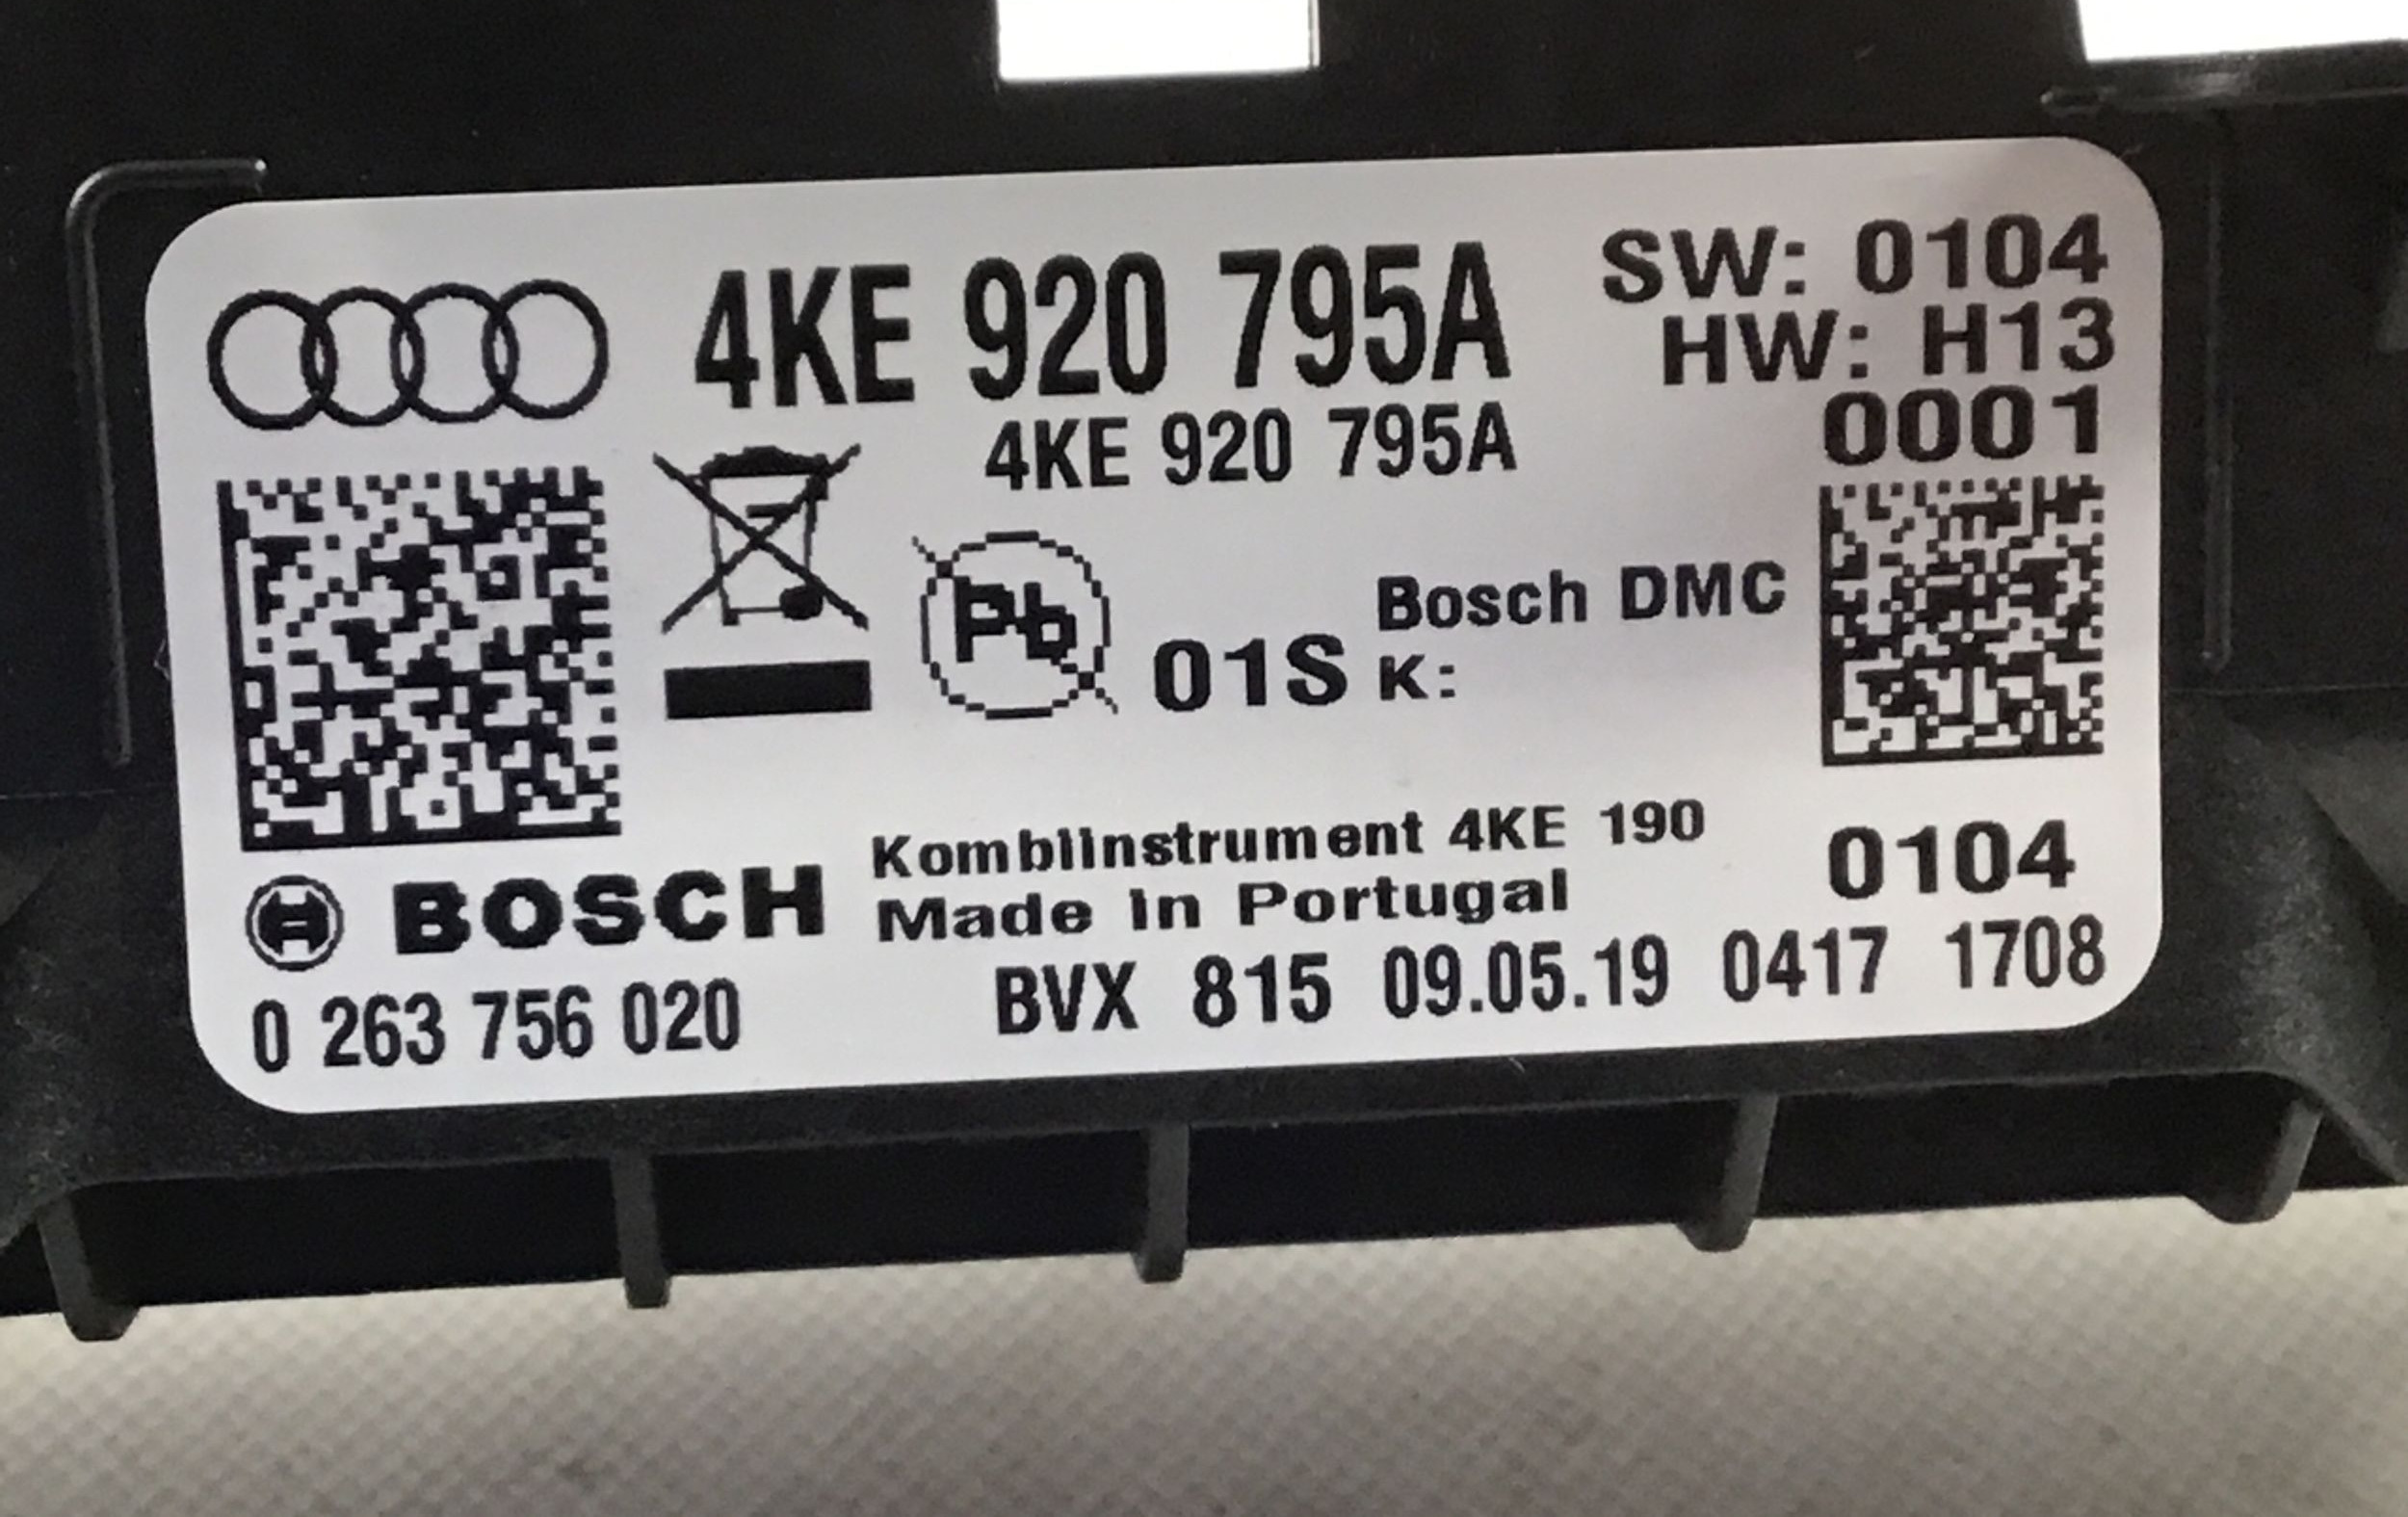 4KE 920 795A
SW: 0104
HW: H13
0001
4KE 920 795A
Pb
01S
Bosch DMC
K:
Kombiinstrument 4KE 190
Made in Portugal
0104
BOSCH
0 263 756 020
BVX 815 09.05.19 0417 1708